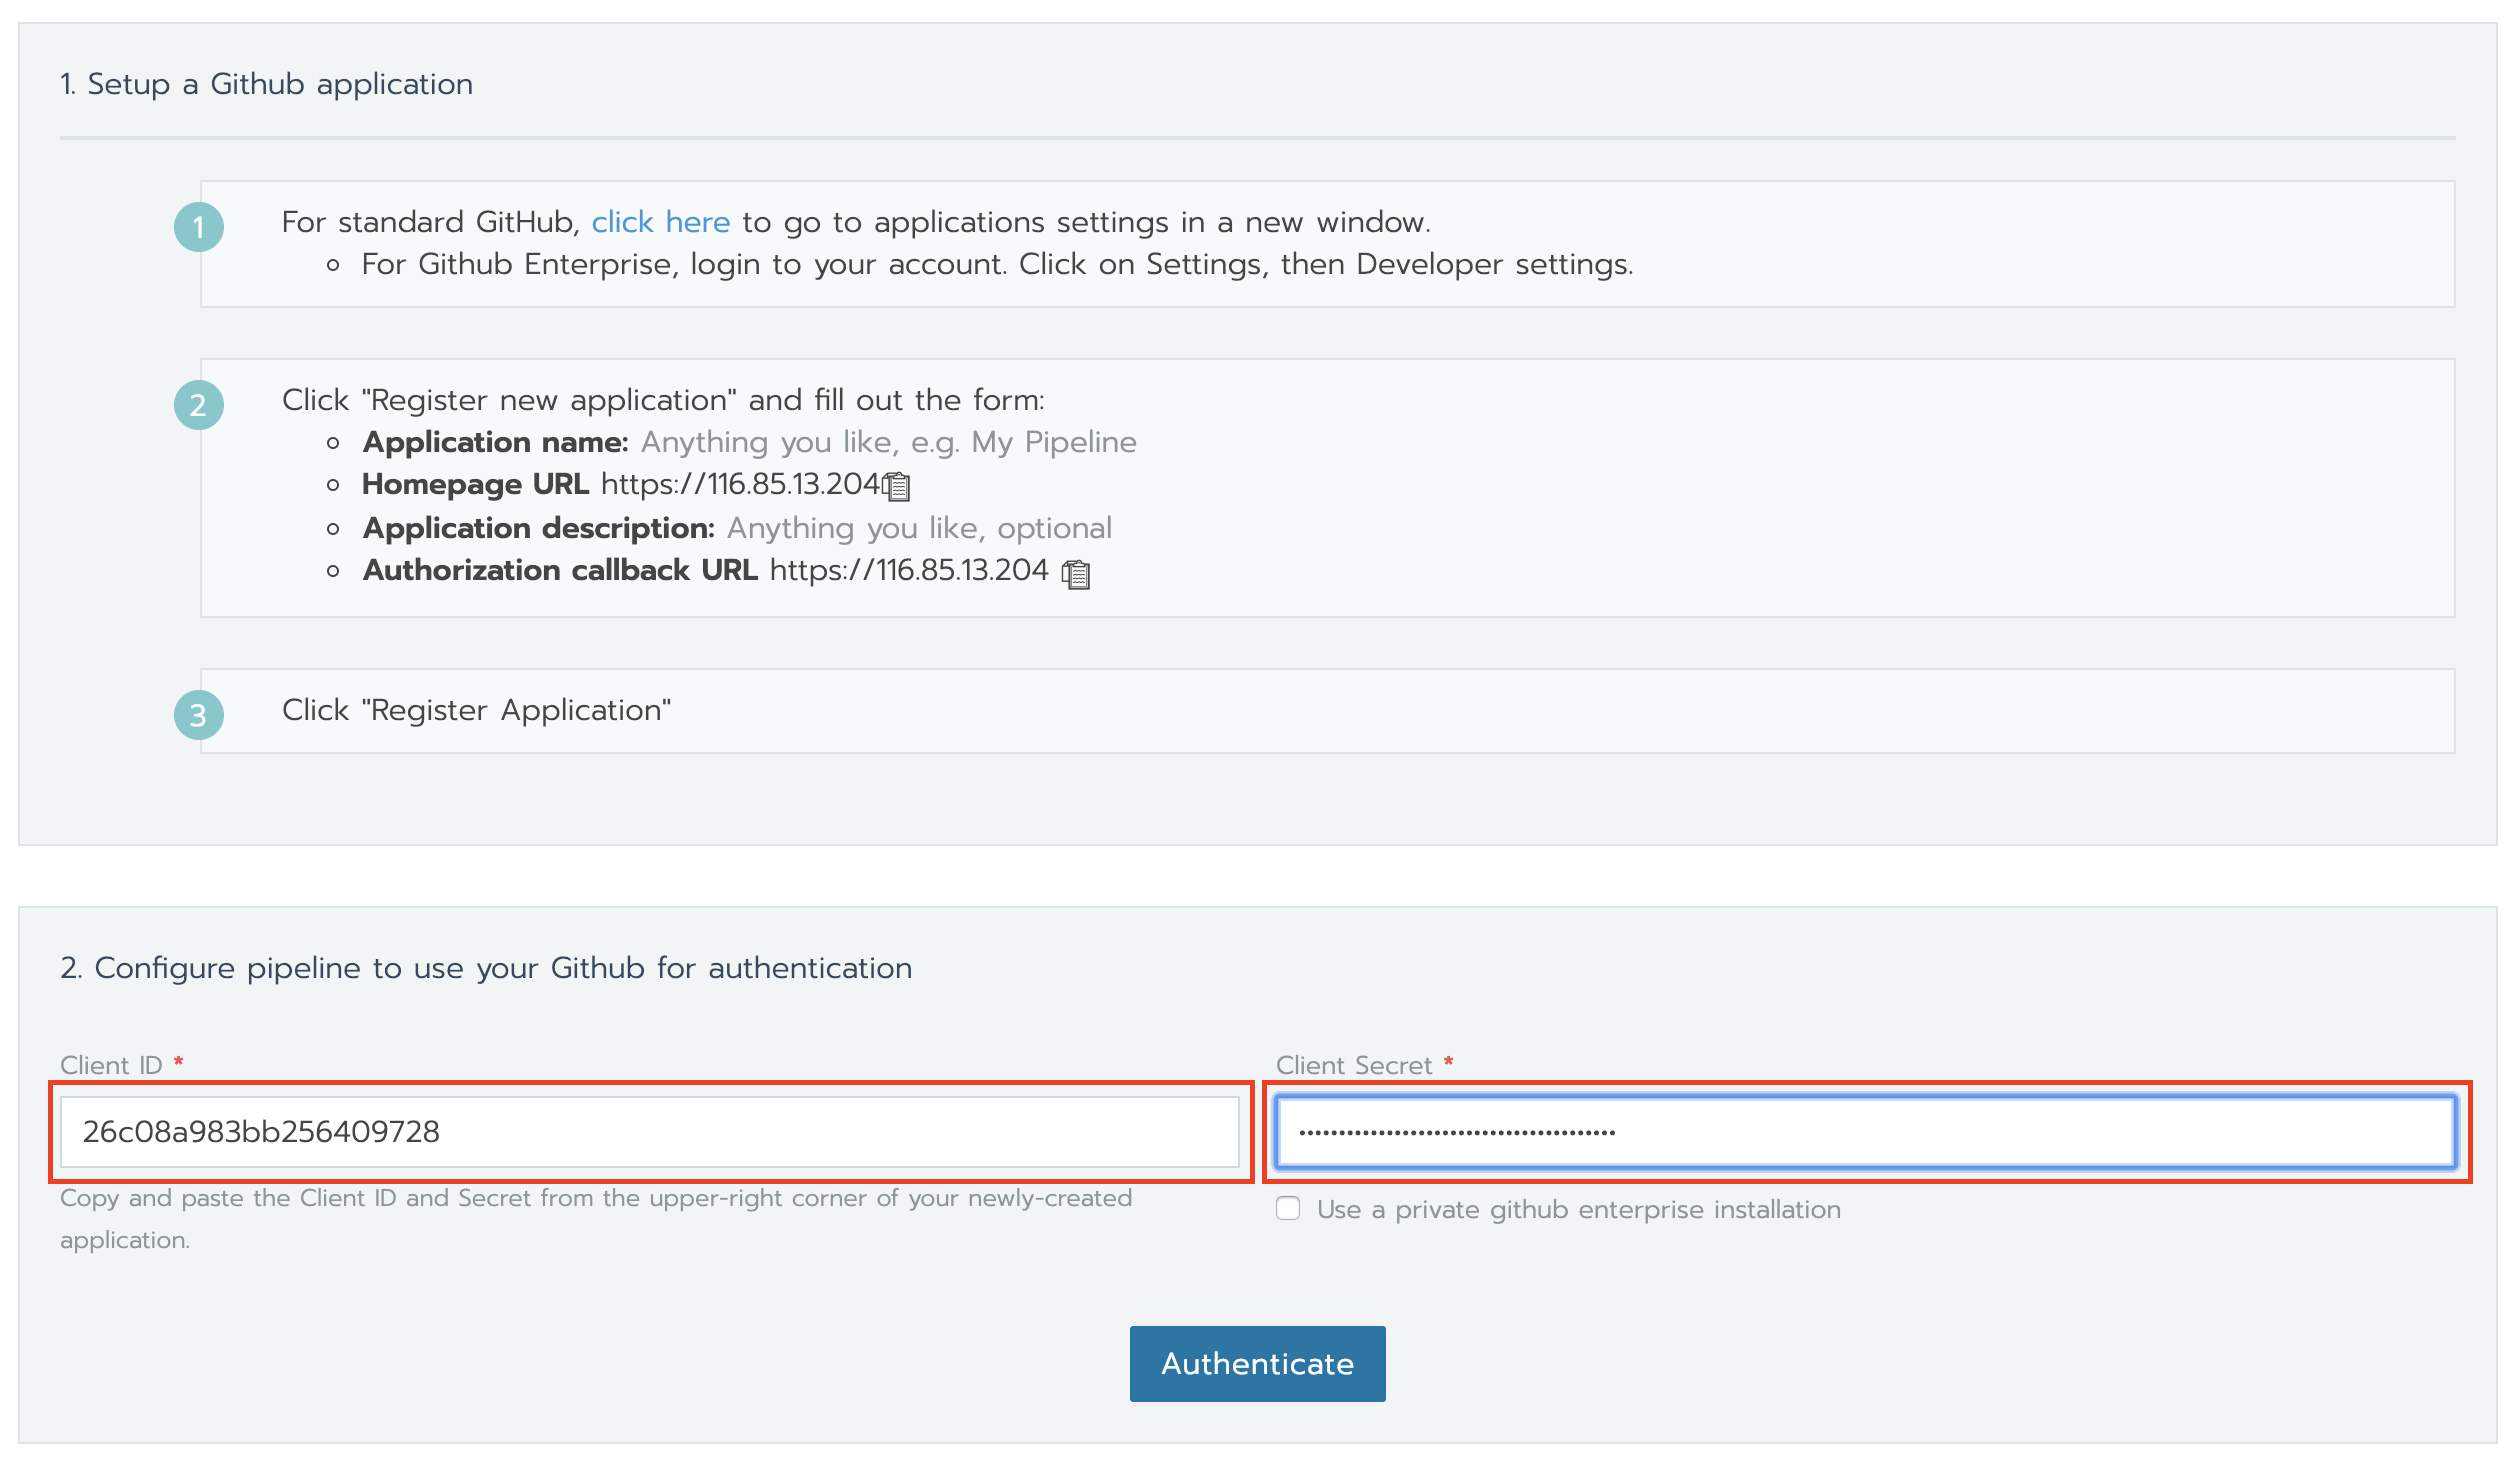 1. Setup a Github application
1
For standard GitHub, click here to go to applications settings in a new window.
For Github Enterprise, login to your account. Click on Settings, then Developer settings.
2
Click "Register new application" and fill out the form:
Application name: Anything you like, e.g. My Pipeline
Homepage URL https://116.85.13.204
Application description: Anything you like, optional
Authorization callback URL https://116.85.13.204
3
Click "Register Application"
2. Configure pipeline to use your Github for authentication
Client ID *
Client Secret *
26c08a983bb256409728
••••••••••••••••••••••••••••••••••••••••
Copy and paste the Client ID and Secret from the upper-right corner of your newly-created
application.
Use a private github enterprise installation
Authenticate